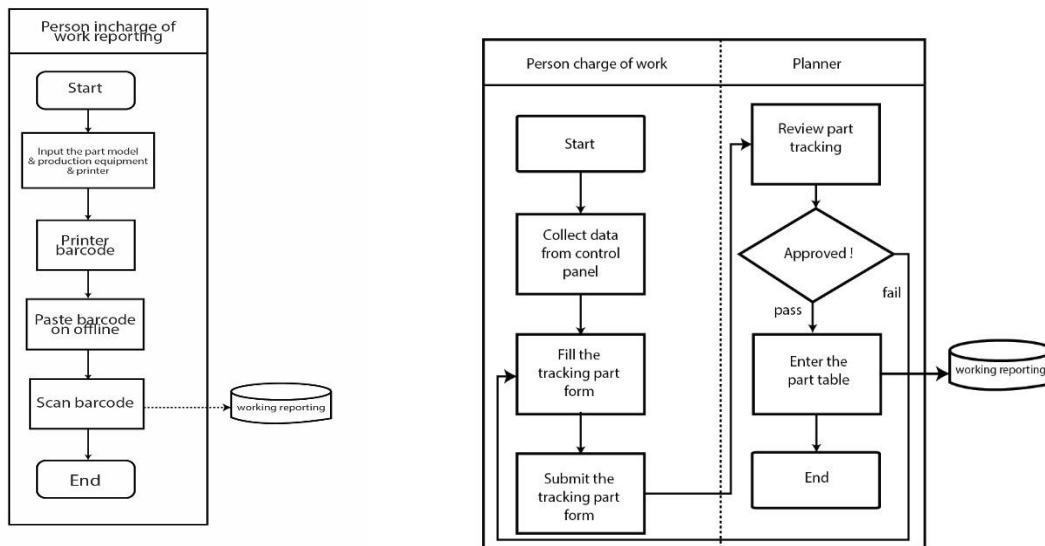 Person incharge of
work reporting
Start
Input the part model
& production equipment
& printer
Printer
barcode
Paste barcode
on offline
Scan barcode
working reporting
End
Person charge of work
Planner
Start
Collect data
from control
panel
Fill the
tracking part
form
Submit the
tracking part
form
Review part
tracking
Approved !
fail
pass
Enter the
part table
working reporting
End